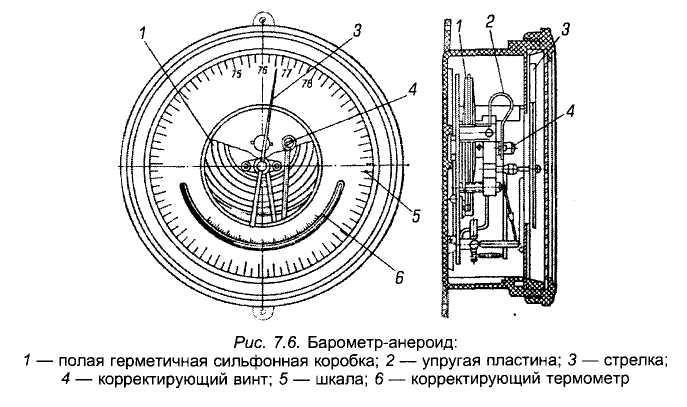 1 3 1 2 3
4
75 76 77 78
4
5
6
Рис. 7.6. Барометр-анероид:
1 — полая герметичная сильфонная коробка; 2 — упругая пластина; 3 — стрелка;
4 — корректирующий винт; 5 — шкала; 6 — корректирующий термометр